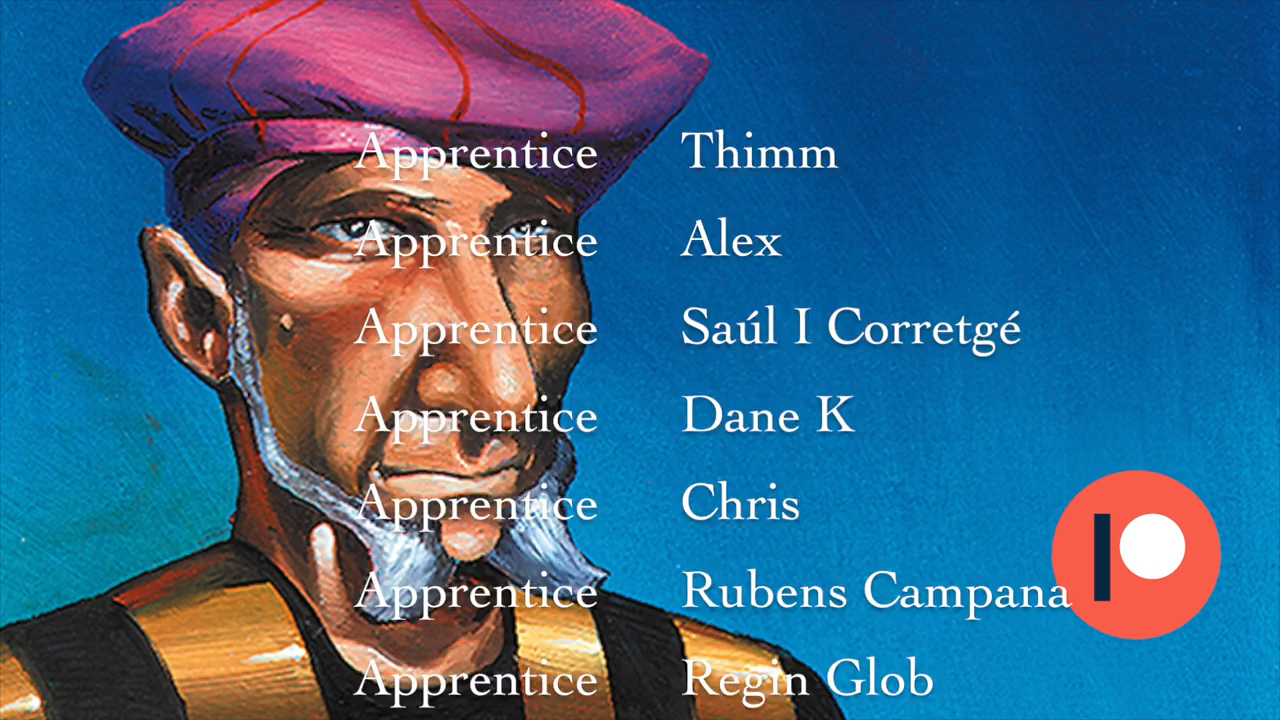 Apprentice Thimm
Apprentice Alex
Apprentice Saúl I Corretgé
Apprentice Dane K
Apprentice Chris
Apprentice Rubens Campana
Apprentice Regin Glob